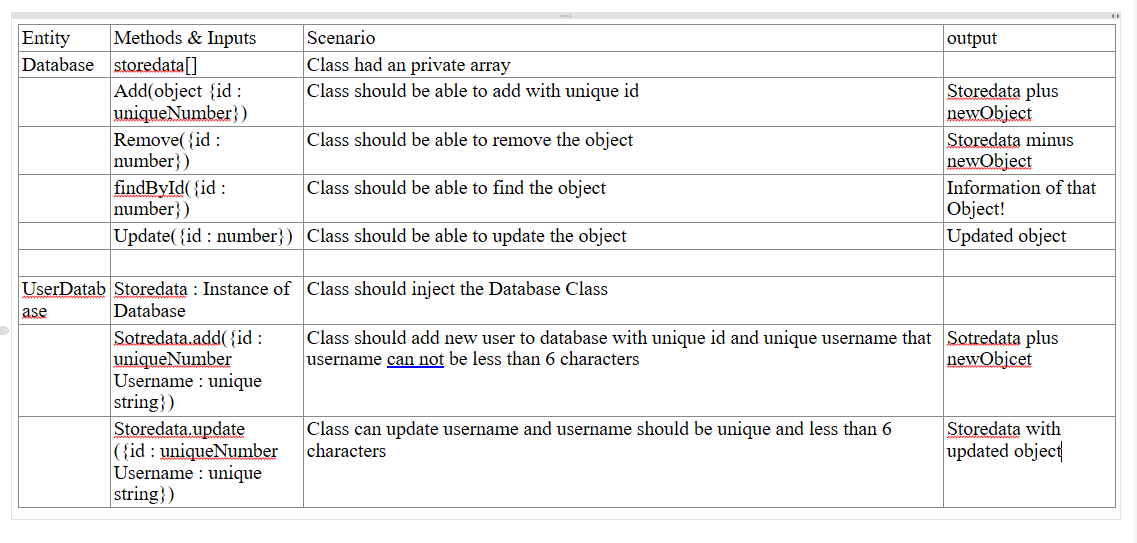 Entity Methods & Inputs Scenario output
Database storedata[] Class had an private array
Add(object {id : Class should be able to add with unique id Storedata plus
uniqueNumber}) newObject
Remove({id : Class should be able to remove the object Storedata minus
number}) newObject
findById({id : Class should be able to find the object Information of that
number}) Object!
Update({id : number}) Class should be able to update the object Updated object
UserDatab Storedata : Instance of Class should inject the Database Class
ase Database
Sotredata.add({id : Class should add new user to database with unique id and unique username that Sotredata plus
uniqueNumber username can not be less than 6 characters newObjcet
Username : unique
string})
Storedata.update Class can update username and username should be unique and less than 6 Storedata with
({id : uniqueNumber characters updated object
Username : unique
string})